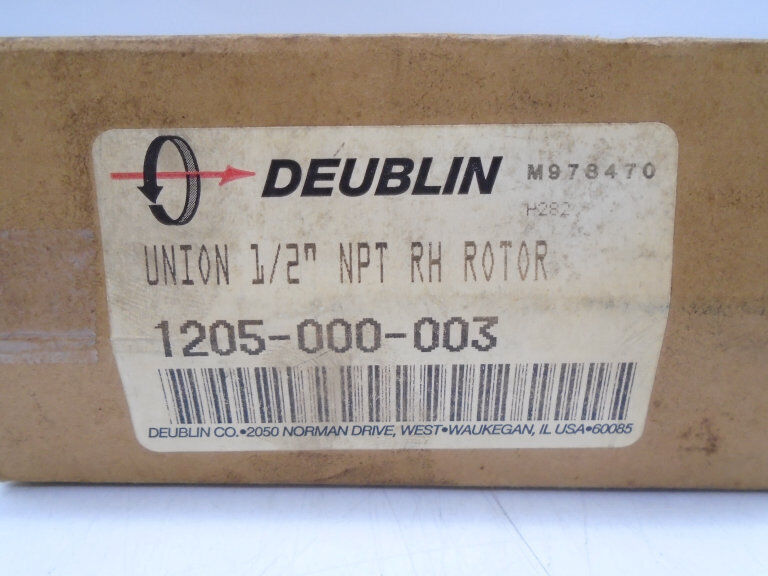 DEUBLIN M978470
H282
UNION 1/2" NPT RH ROTOR
1205-000-003
DEUBLIN CO.•2050 NORMAN DRIVE, WEST•WAUKEGAN, IL USA•60085